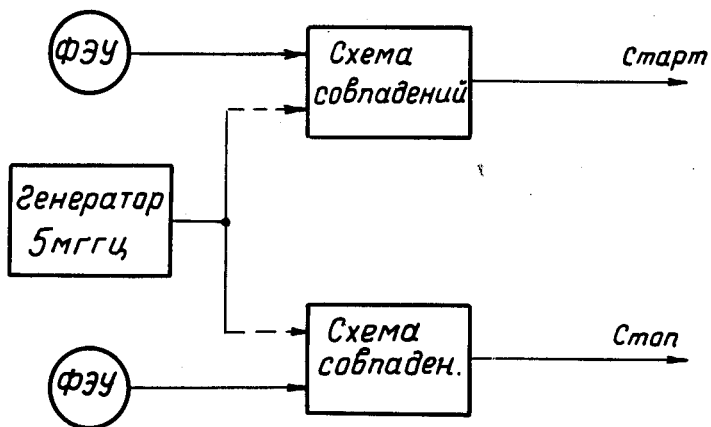 ФЭУ
Схема
совпадений
Старт
Генератор
5мггц
Схема
совпаден.
Стоп
ФЭУ